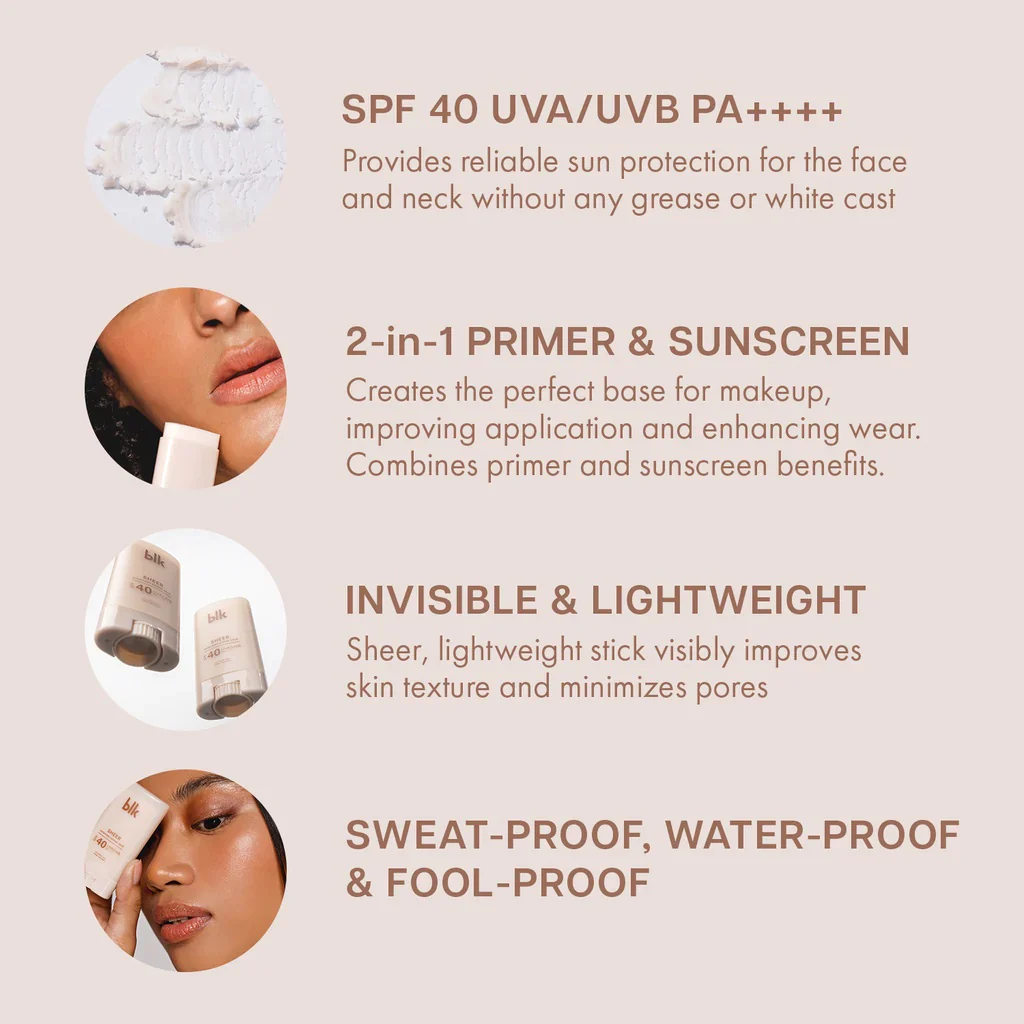 SPF 40 UVA/UVB PA++++
Provides reliable sun protection for the face
and neck without any grease or white cast
2-in-1 PRIMER & SUNSCREEN
Creates the perfect base for makeup,
improving application and enhancing wear.
Combines primer and sunscreen benefits.
blk
SHEER
40
blk
SHEER
40
INVISIBLE & LIGHTWEIGHT
Sheer, lightweight stick visibly improves
skin texture and minimizes pores
blk
SHEER
40
SWEAT-PROOF, WATER-PROOF
& FOOL-PROOF